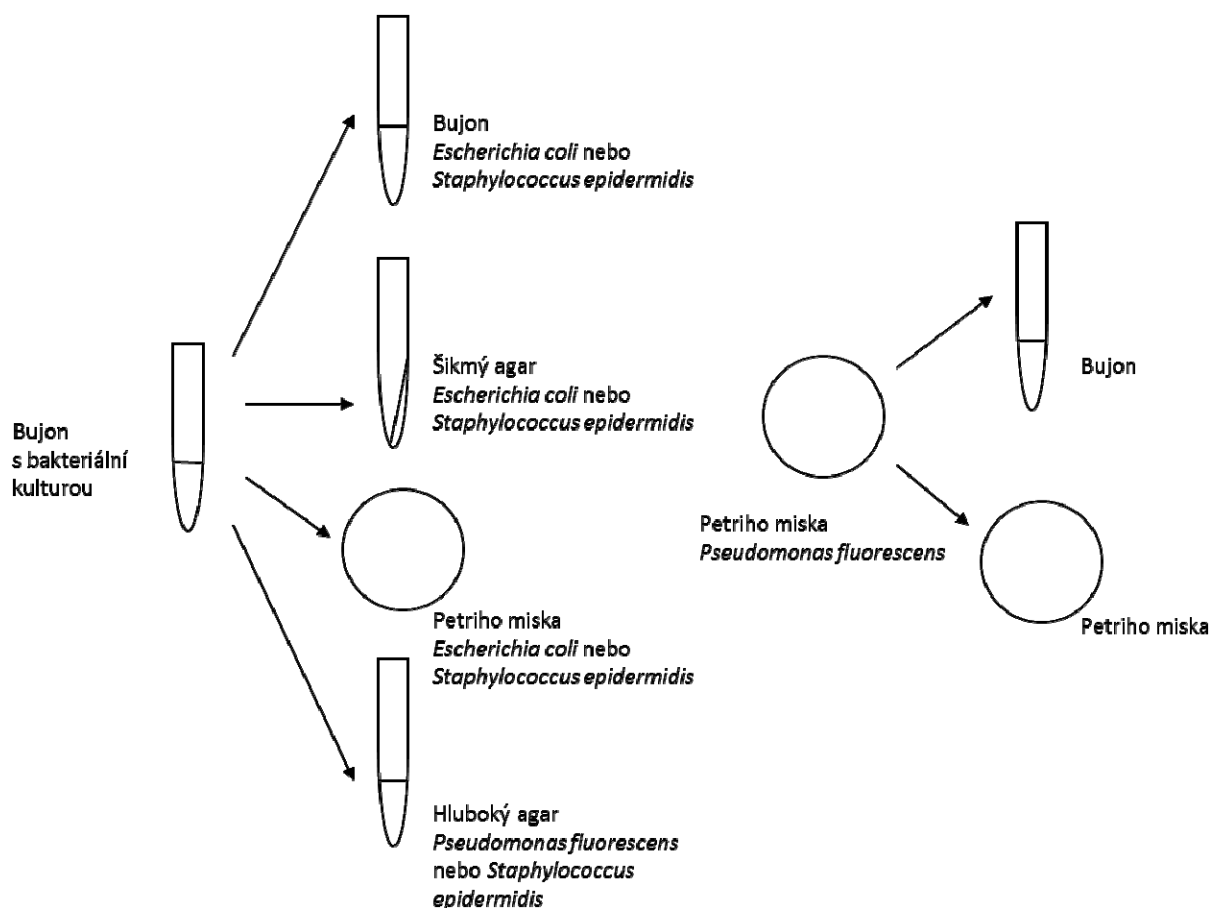 Bujon
s bakteriální
kulturou
Bujon
Escherichia coli nebo
Staphylococcus epidermidis
Šikmý agar
Escherichia coli nebo
Staphylococcus epidermidis
Petriho miska
Escherichia coli nebo
Staphylococcus epidermidis
Hluboký agar
Pseudomonas fluorescens
nebo Staphylococcus
epidermidis
Petriho miska
Pseudomonas fluorescens
Bujon
Petriho miska